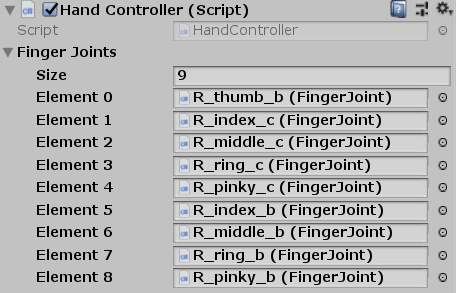 Hand Controller (Script)
Script HandController
Finger Joints
Size 9
Element 0 R_thumb_b (FingerJoint)
Element 1 R_index_c (FingerJoint)
Element 2 R_middle_c (FingerJoint)
Element 3 R_ring_c (FingerJoint)
Element 4 R_pinky_c (FingerJoint)
Element 5 R_index_b (FingerJoint)
Element 6 R_middle_b (FingerJoint)
Element 7 R_ring_b (FingerJoint)
Element 8 R_pinky_b (FingerJoint)